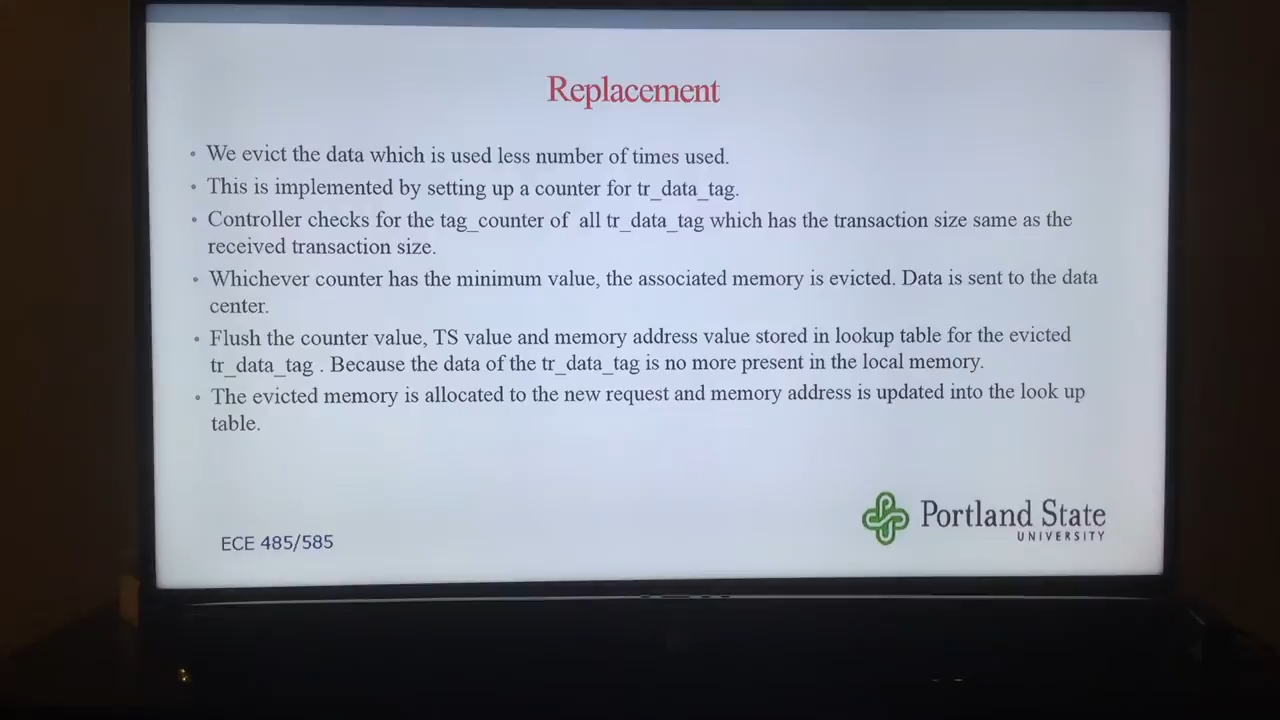 Replacement
• We evict the data which is used less number of times used.
• This is implemented by setting up a counter for tr_data_tag.
• Controller checks for the tag_counter of all tr_data_tag which has the transaction size same as the
received transaction size.
• Whichever counter has the minimum value, the associated memory is evicted. Data is sent to the data
center.
• Flush the counter value, TS value and memory address value stored in lookup table for the evicted
tr_data_tag . Because the data of the tr_data_tag is no more present in the local memory.
• The evicted memory is allocated to the new request and memory address is updated into the look up
table.
ECE 485/585
Portland State
UNIVERSITY